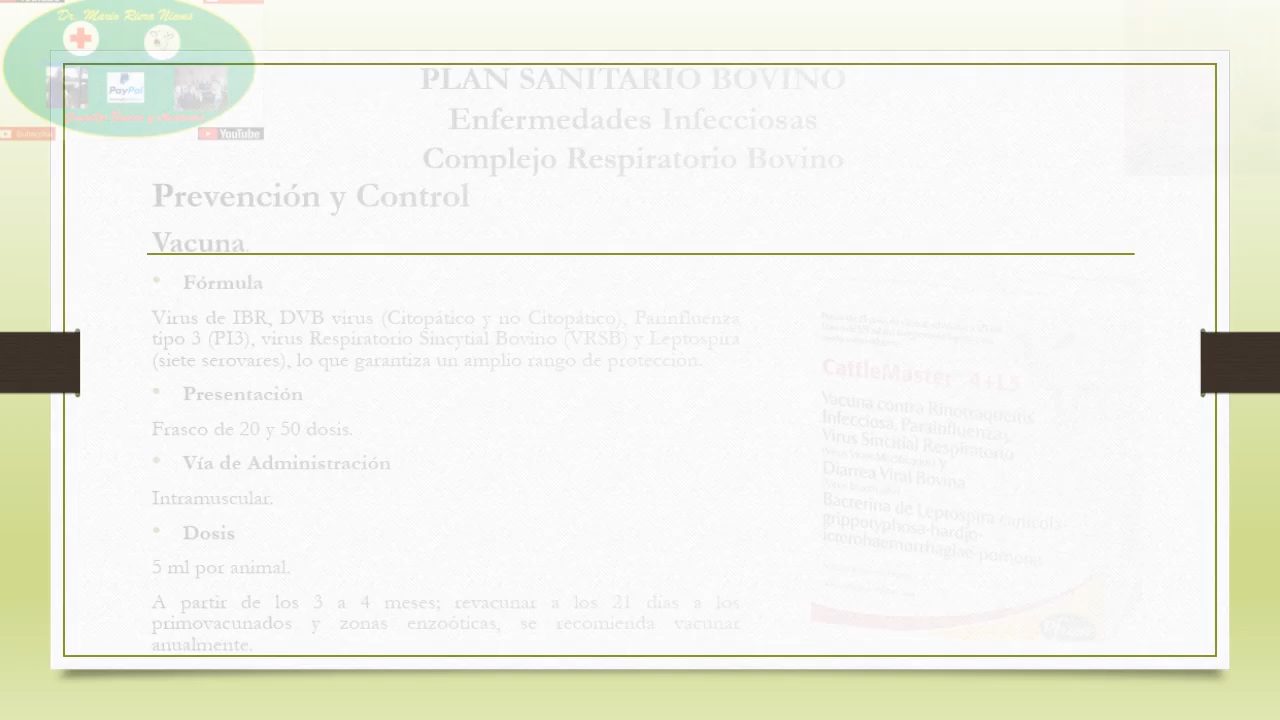 Dr. Mario Riera Nieves
PayPal
Subscribe
YouTube
PLAN SANITARIO BOVINO
Enfermedades Infecciosas
Complejo Respiratorio Bovino
Prevención y Control
Vacuna.
• Fórmula
Virus de IBR, DVB virus (Citopático y no Citopático), Parinfluenza
tipo 3 (PI3), virus Respiratorio Sincytial Bovino (VRSB) y Leptospira
(siete serovares), lo que garantiza un amplio rango de protección.
• Presentación
Frasco de 20 y 50 dosis.
• Vía de Administración
Intramuscular.
• Dosis
5 ml por animal.
A partir de los 3 a 4 meses; revacunar a los 21 días a los
primovacunados y zonas enzoóticas, se recomienda vacunar
anualmente.
CattleMaster 4+L5
Vacuna contra Rinotraqueitis
Infecciosa, Parainfluenza3
Virus Sincitial Respiratorio
Diarrea Viral Bovina
Bacterina de Leptospira canicola-
grippotyphosa-hardjo-
icterohaemorrhagiae-pomona
Pfizer